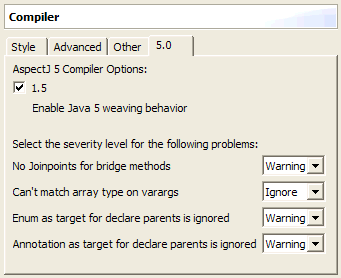 Compiler
Style Advanced Other 5.0
AspectJ 5 Compiler Options:
1.5
Enable Java 5 weaving behavior
Select the severity level for the following problems:
No Joinpoints for bridge methods Warning
Can't match array type on varargs Ignore
Enum as target for declare parents is ignored Warning
Annotation as target for declare parents is ignored Warning